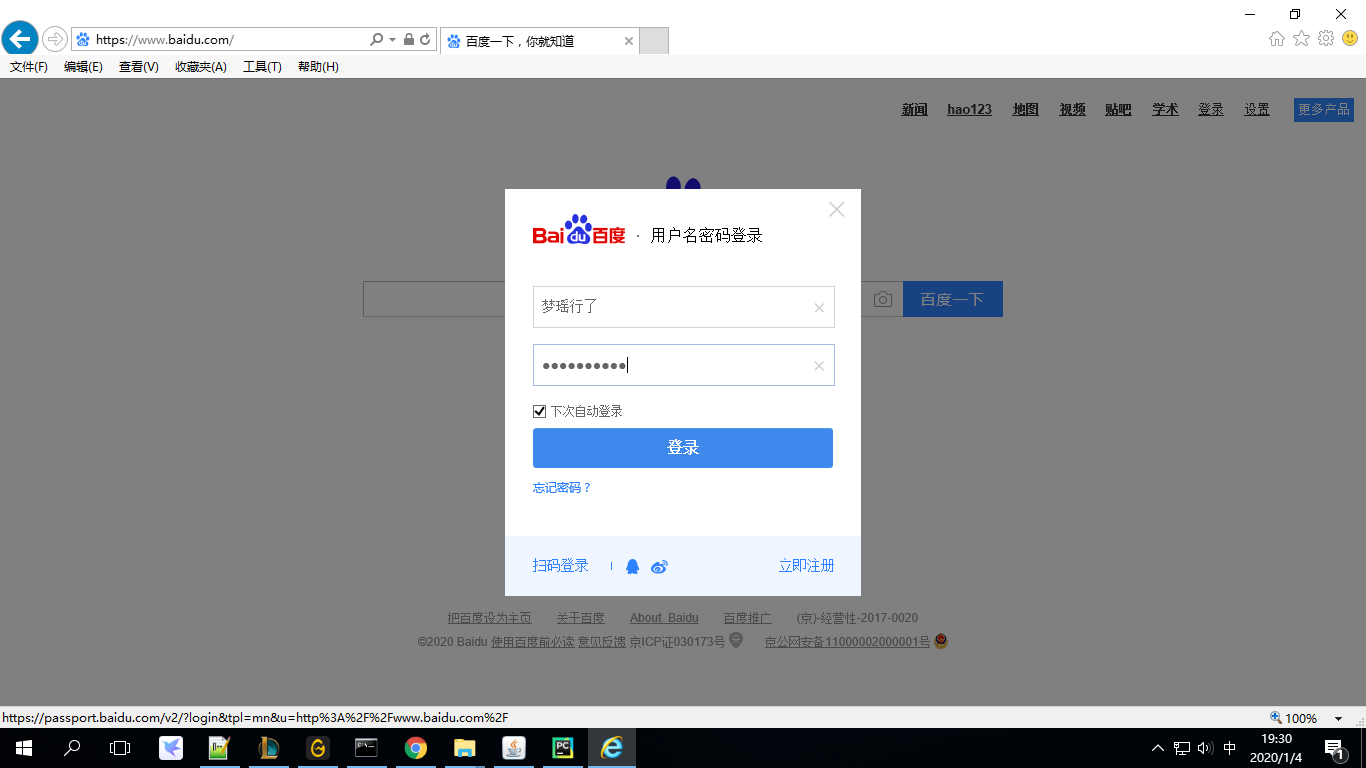 https://www.baidu.com/
百度一下，你就知道
文件(F) 编辑(E) 查看(V) 收藏夹(A) 工具(T) 帮助(H)
新闻 hao123 地图 视频 贴吧 学术 登录 设置 更多产品
Bai du 百度 · 用户名密码登录
梦瑶行了
百度一下
●●●●●●●●●●
下次自动登录
登录
忘记密码？
扫码登录 立即注册
把百度设为主页 关于百度 About Baidu 百度推广 (京)-经营性-2017-0020
©2020 Baidu 使用百度前必读 意见反馈 京ICP证030173号 京公网安备11000002000001号
https://passport.baidu.com/v2/?login&tpl=mn&u=http%3A%2F%2Fwww.baidu.com%2F
100%
中
19:30
2020/1/4
1